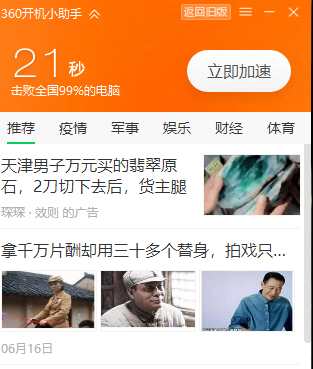 360开机小助手 返回旧版
21秒
击败全国99%的电脑
立即加速
推荐 疫情 军事 娱乐 财经 体育
天津男子万元买的翡翠原
石，2刀切下去后，货主腿
琛琛·效则 的广告
拿千万片酬却用三十多个替身，拍戏只...
06月16日